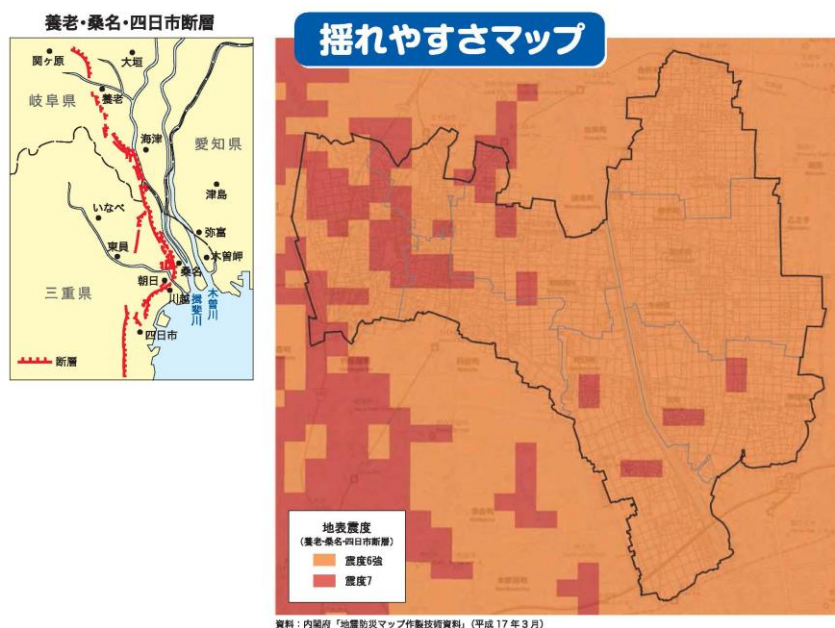 養老・桑名・四日市断層
関ヶ原
大垣
岐阜県
養老
海津
愛知県
津島
いなべ
弥富
東員
木曽岬
桑名
朝日
三重県
川越
揖斐川
木曽川
四日市
断層
揺れやすさマップ
地表震度
(養老・桑名・四日市断層)
震度6強
震度7
資料:内閣府「地震防災マップ作製技術資料」(平成17年3月)